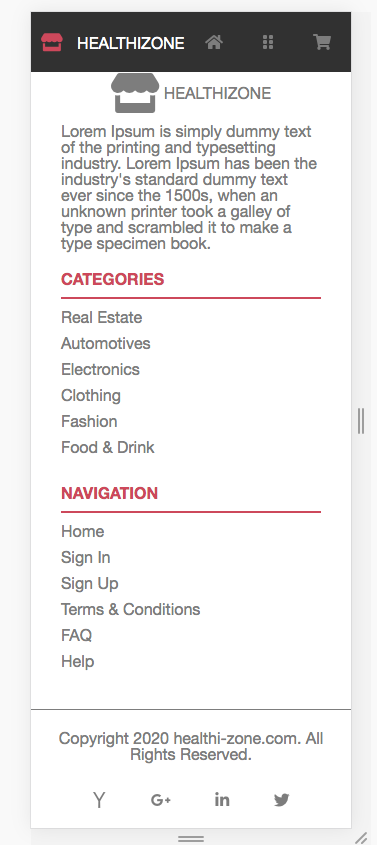 HEALTHIZONE
HEALTHIZONE
Lorem Ipsum is simply dummy text
of the printing and typesetting
industry. Lorem Ipsum has been the
industry's standard dummy text
ever since the 1500s, when an
unknown printer took a galley of
type and scrambled it to make a
type specimen book.
CATEGORIES
Real Estate
Automotives
Electronics
Clothing
Fashion
Food & Drink
NAVIGATION
Home
Sign In
Sign Up
Terms & Conditions
FAQ
Help
Copyright 2020 healthi-zone.com. All
Rights Reserved.
Y G+ in